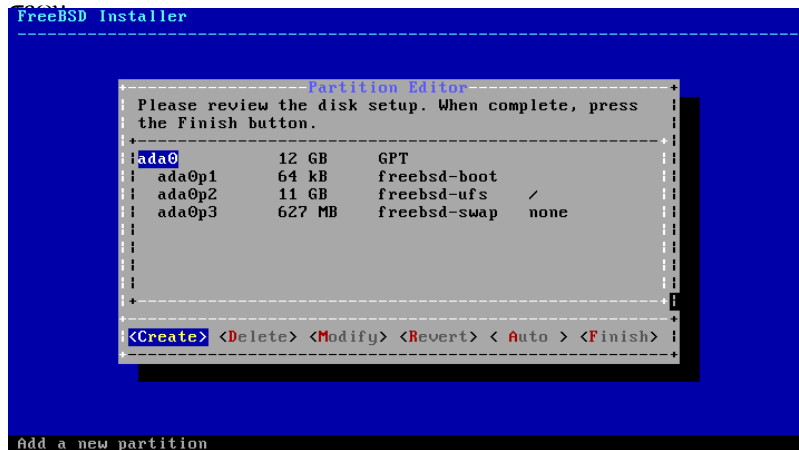 FreeBSD Installer
Partition Editor
Please review the disk setup. When complete, press
the Finish button.
ada0 12 GB GPT
ada0p1 64 kB freebsd-boot
ada0p2 11 GB freebsd-ufs /
ada0p3 627 MB freebsd-swap none
<Create> <Delete> <Modify> <Revert> < Auto > <Finish>
Add a new partition